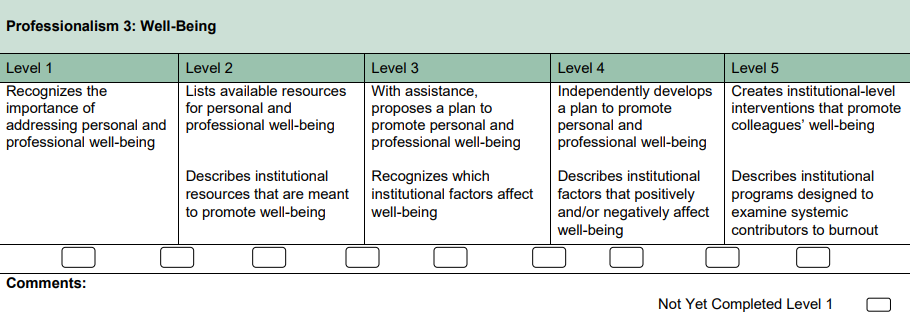 Professionalism 3: Well-Being
Level 1
Level 2
Level 3
Level 4
Level 5
Recognizes the
importance of
addressing personal and
professional well-being
Lists available resources
for personal and
professional well-being
Describes institutional
resources that are meant
to promote well-being
With assistance,
proposes a plan to
promote personal and
professional well-being
Recognizes which
institutional factors affect
well-being
Independently develops
a plan to promote
personal and
professional well-being
Describes institutional
factors that positively
and/or negatively affect
well-being
Creates institutional-level
interventions that promote
colleagues’ well-being
Describes institutional
programs designed to
examine systemic
contributors to burnout
Comments:
Not Yet Completed Level 1